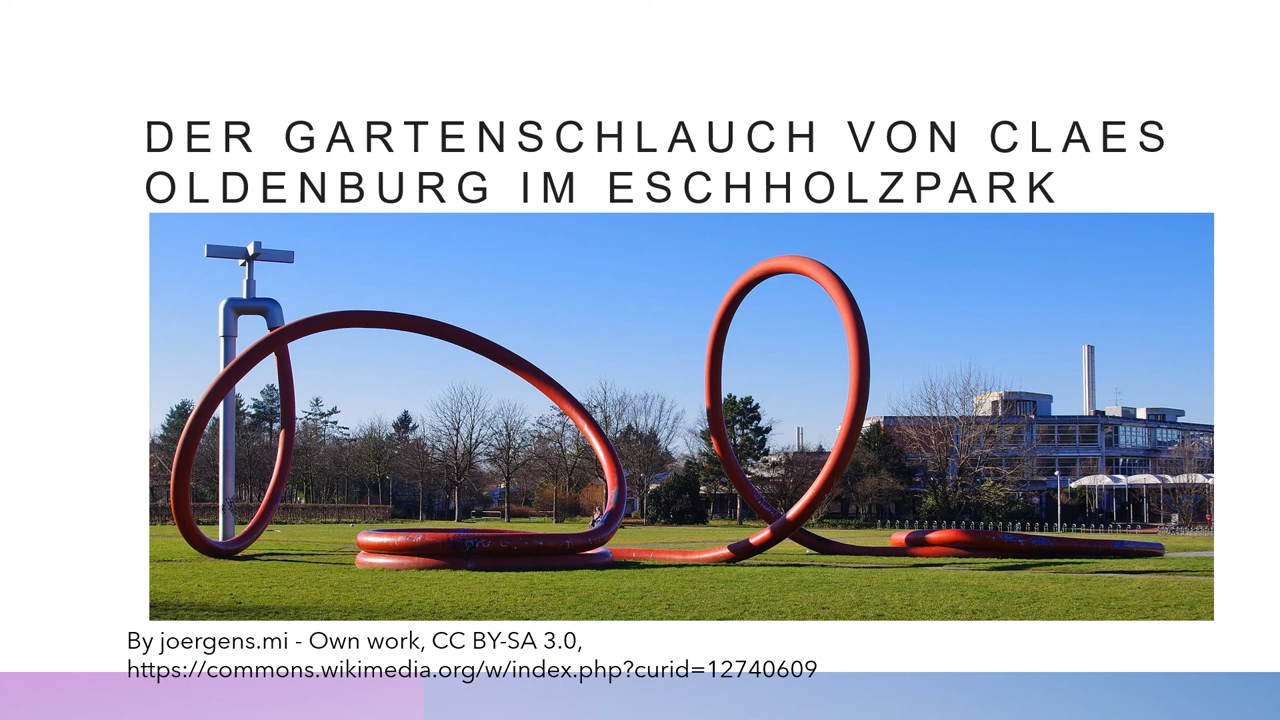 DER GARTENSCHLAUCH VON CLAES
OLDENBURG IM ESCHHOLZPARK
By joergens.mi - Own work, CC BY-SA 3.0,
https://commons.wikimedia.org/w/index.php?curid=12740609